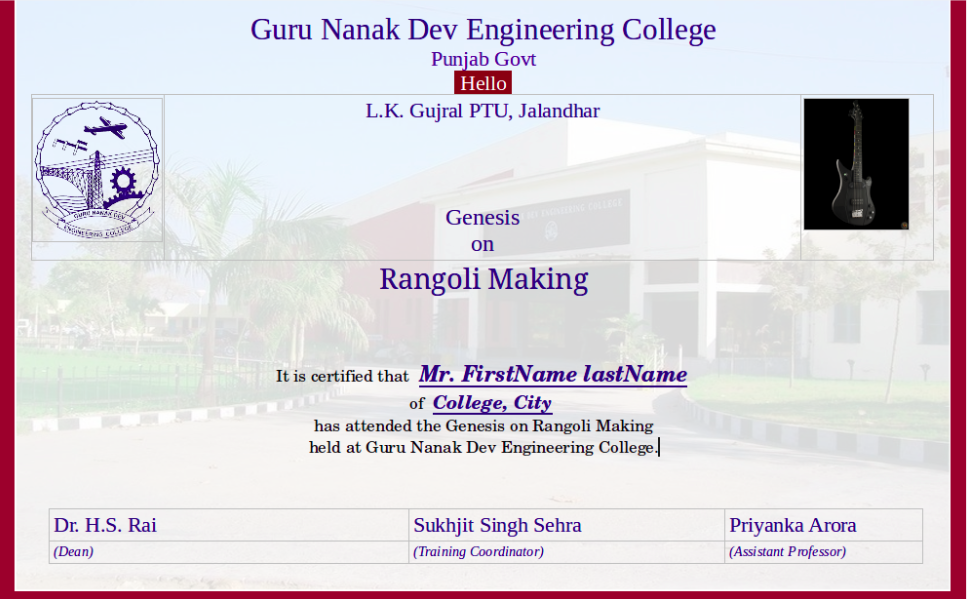 Guru Nanak Dev Engineering College
Punjab Govt
Hello
L.K. Gujral PTU, Jalandhar
GURU NANAK DEV
ENGINEERING COLLEGE
ENGINEERING COLLEGE
Genesis
on
Rangoli Making
It is certified that Mr. FirstName lastName
of College, City
has attended the Genesis on Rangoli Making
held at Guru Nanak Dev Engineering College.
Dr. H.S. Rai Sukhjit Singh Sehra Priyanka Arora
(Dean) (Training Coordinator) (Assistant Professor)